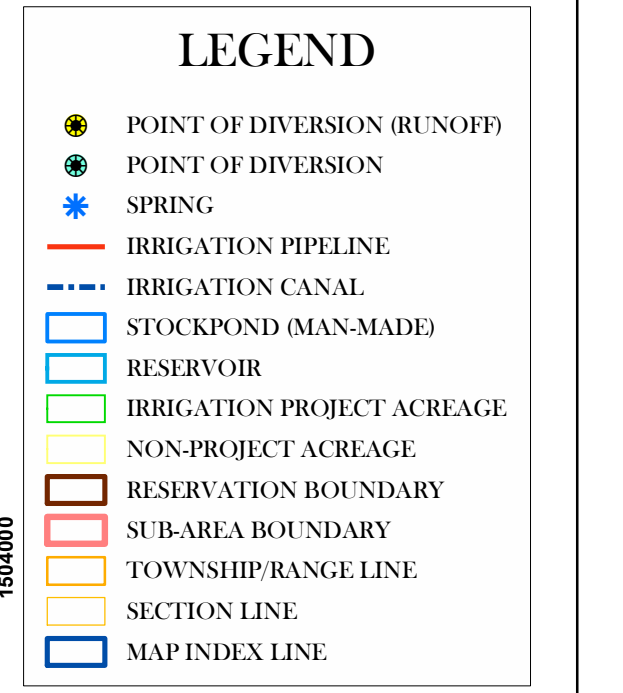 LEGEND
POINT OF DIVERSION (RUNOFF)
POINT OF DIVERSION
SPRING
IRRIGATION PIPELINE
IRRIGATION CANAL
STOCKPOND (MAN-MADE)
RESERVOIR
IRRIGATION PROJECT ACREAGE
NON-PROJECT ACREAGE
RESERVATION BOUNDARY
SUB-AREA BOUNDARY
TOWNSHIP/RANGE LINE
SECTION LINE
MAP INDEX LINE
1504000